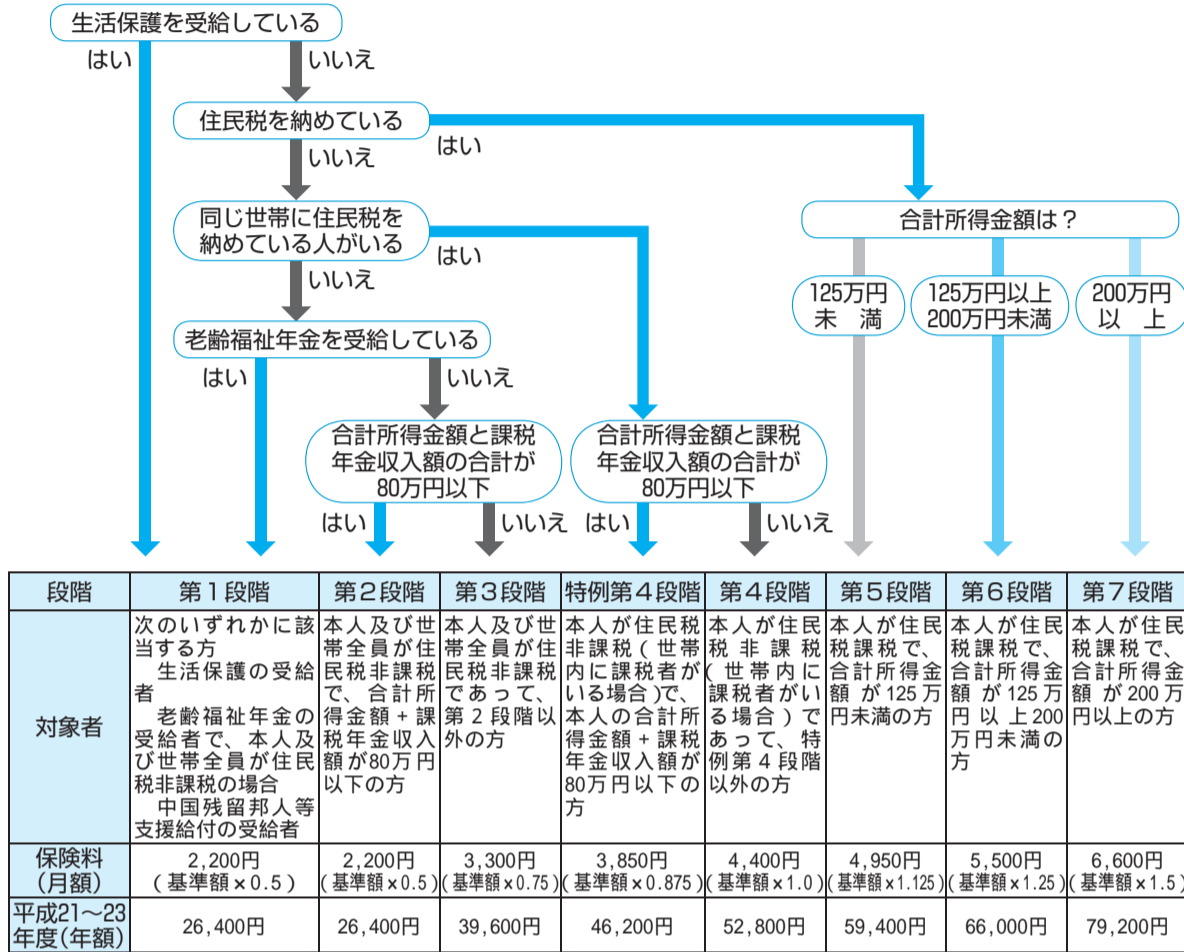 生活保護を受給している
はい
いいえ
住民税を納めている
はい
いいえ
同じ世帯に住民税を
納めている人がいる
はい
いいえ
合計所得金額は？
125万円
未　満
125万円以上
200万円未満
200万円
以　上
老齢福祉年金を受給している
はい
いいえ
合計所得金額と課税
年金収入額の合計が
80万円以下
合計所得金額と課税
年金収入額の合計が
80万円以下
はい
いいえ
はい
いいえ
段階
第１段階
第２段階
第３段階
特例第４段階
第４段階
第５段階
第６段階
第７段階
対象者
次のいずれかに該
当する方
　生活保護の受給
者
　老齢福祉年金の
受給者で、本人及
び世帯全員が住民
税非課税の場合
　中国残留邦人等
支援給付の受給者
本人及び世
帯全員が住
民税非課税
で、合計所
得金額＋課
税年金収入
額が80万円
以下の方
本人及び世
帯全員が住
民税非課税
であって、
第２段階以
外の方
本人が住民税
非課税（世帯
内に課税者が
いる場合）で、
本人の合計所
得金額＋課税
年金収入額が
80万円以下の
方
本人が住民
税非課税
（世帯内に
課税者がい
る場合）で
あって、特
例第４段階
以外の方
本人が住民
税課税で、
合計所得金
額が125万
円未満の方
本人が住民
税課税で、
合計所得金
額が125万
円以上200
万円未満の
方
本人が住民
税課税で、
合計所得金
額が200万
円以上の方
保険料
（月額）
2,200円
（基準額×0.5）
2,200円
（基準額×0.5）
3,300円
（基準額×0.75）
3,850円
（基準額×0.875）
4,400円
（基準額×1.0）
4,950円
（基準額×1.125）
5,500円
（基準額×1.25）
6,600円
（基準額×1.5）
平成21～23
年度(年額)
26,400円
26,400円
39,600円
46,200円
52,800円
59,400円
66,000円
79,200円